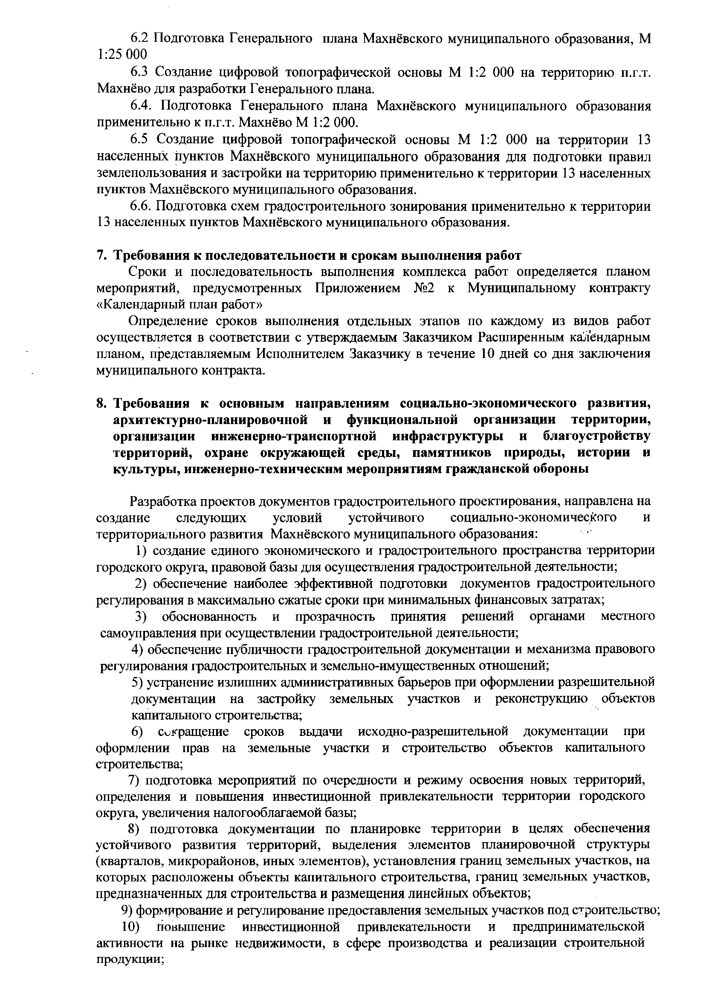 6.2 Подготовка Генерального плана Махнёвского муниципального образования, М
1:25 000
6.3 Создание цифровой топографической основы М 1:2 000 на территорию п.г.т.
Махнёво для разработки Генерального плана.
6.4. Подготовка Генерального плана Махнёвского муниципального образования
применительно к п.г.т. Махнёво М 1:2 000.
6.5 Создание цифровой топографической основы М 1:2 000 на территории 13
населенных пунктов Махнёвского муниципального образования для подготовки правил
землепользования и застройки на территорию применительно к территории 13 населенных
пунктов Махнёвского муниципального образования.
6.6. Подготовка схем градостроительного зонирования применительно к территории
13 населенных пунктов Махнёвского муниципального образования.
7. Требования к последовательности и срокам выполнения работ
Сроки и последовательность выполнения комплекса работ определяется планом
мероприятий, предусмотренных Приложением №2 к Муниципальному контракту
«Календарный план работ»
Определение сроков выполнения отдельных этапов по каждому из видов работ
осуществляется в соответствии с утверждаемым Заказчиком Расширенным календарным
планом, представляемым Исполнителем Заказчику в течение 10 дней со дня заключения
муниципального контракта.
8. Требования к основным направлениям социально-экономического развития,
архитектурно-планировочной и функциональной организации территории,
организации инженерно-транспортной инфраструктуры и благоустройству
территорий, охране окружающей среды, памятников природы, истории и
культуры, инженерно-техническим мероприятиям гражданской обороны
Разработка проектов документов градостроительного проектирования, направлена на
создание следующих условий устойчивого социально-экономического и
территориального развития Махнёвского муниципального образования:
1) создание единого экономического и градостроительного пространства территории
городского округа, правовой базы для осуществления градостроительной деятельности;
2) обеспечение наиболее эффективной подготовки документов градостроительного
регулирования в максимально сжатые сроки при минимальных финансовых затратах;
3) обоснованность и прозрачность принятия решений органами местного
самоуправления при осуществлении градостроительной деятельности;
4) обеспечение публичности градостроительной документации и механизма правового
регулирования градостроительных и земельно-имущественных отношений;
5) устранение излишних административных барьеров при оформлении разрешительной
документации на застройку земельных участков и реконструкцию объектов
капитального строительства;
6) сокращение сроков выдачи исходно-разрешительной документации при
оформлении прав на земельные участки и строительство объектов капитального
строительства;
7) подготовка мероприятий по очередности и режиму освоения новых территорий,
определения и повышения инвестиционной привлекательности территории городского
округа, увеличения налогооблагаемой базы;
8) подготовка документации по планировке территории в целях обеспечения
устойчивого развития территорий, выделения элементов планировочной структуры
(кварталов, микрорайонов, иных элементов), установления границ земельных участков, на
которых расположены объекты капитального строительства, границ земельных участков,
предназначенных для строительства и размещения линейных объектов;
9) формирование и регулирование предоставления земельных участков под строительство;
10) повышение инвестиционной привлекательности и предпринимательской
активности на рынке недвижимости, в сфере производства и реализации строительной
продукции;